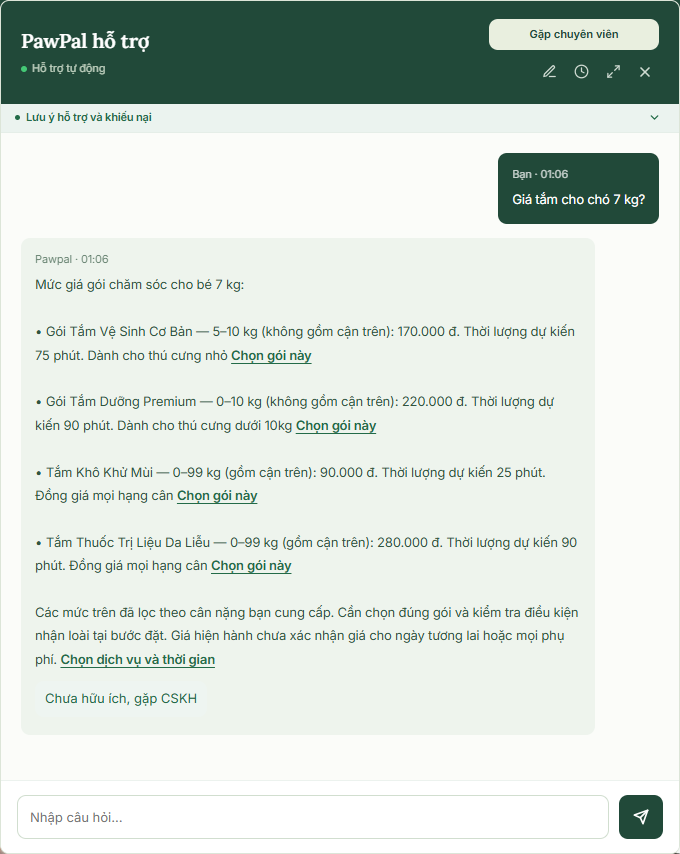 PawPal hỗ trợ
Gặp chuyên viên
Hỗ trợ tự động
Lưu ý hỗ trợ và khiếu nại
Bạn · 01:06
Giá tắm cho chó 7 kg?
Pawpal · 01:06
Mức giá gói chăm sóc cho bé 7 kg:
• Gói Tắm Vệ Sinh Cơ Bản — 5–10 kg (không gồm cận trên): 170.000 đ. Thời lượng dự kiến
75 phút. Dành cho thú cưng nhỏ Chọn gói này
• Gói Tắm Dưỡng Premium — 0–10 kg (không gồm cận trên): 220.000 đ. Thời lượng dự
kiến 90 phút. Dành cho thú cưng dưới 10kg Chọn gói này
• Tắm Khô Khử Mùi — 0–99 kg (gồm cận trên): 90.000 đ. Thời lượng dự kiến 25 phút.
Đồng giá mọi hạng cân Chọn gói này
• Tắm Thuốc Trị Liệu Da Liễu — 0–99 kg (gồm cận trên): 280.000 đ. Thời lượng dự kiến 90
phút. Đồng giá mọi hạng cân Chọn gói này
Các mức trên đã lọc theo cân nặng bạn cung cấp. Cần chọn đúng gói và kiểm tra điều kiện
nhận loài tại bước đặt. Giá hiện hành chưa xác nhận giá cho ngày tương lai hoặc mọi phụ
phí. Chọn dịch vụ và thời gian
Chưa hữu ích, gặp CSKH
Nhập câu hỏi...